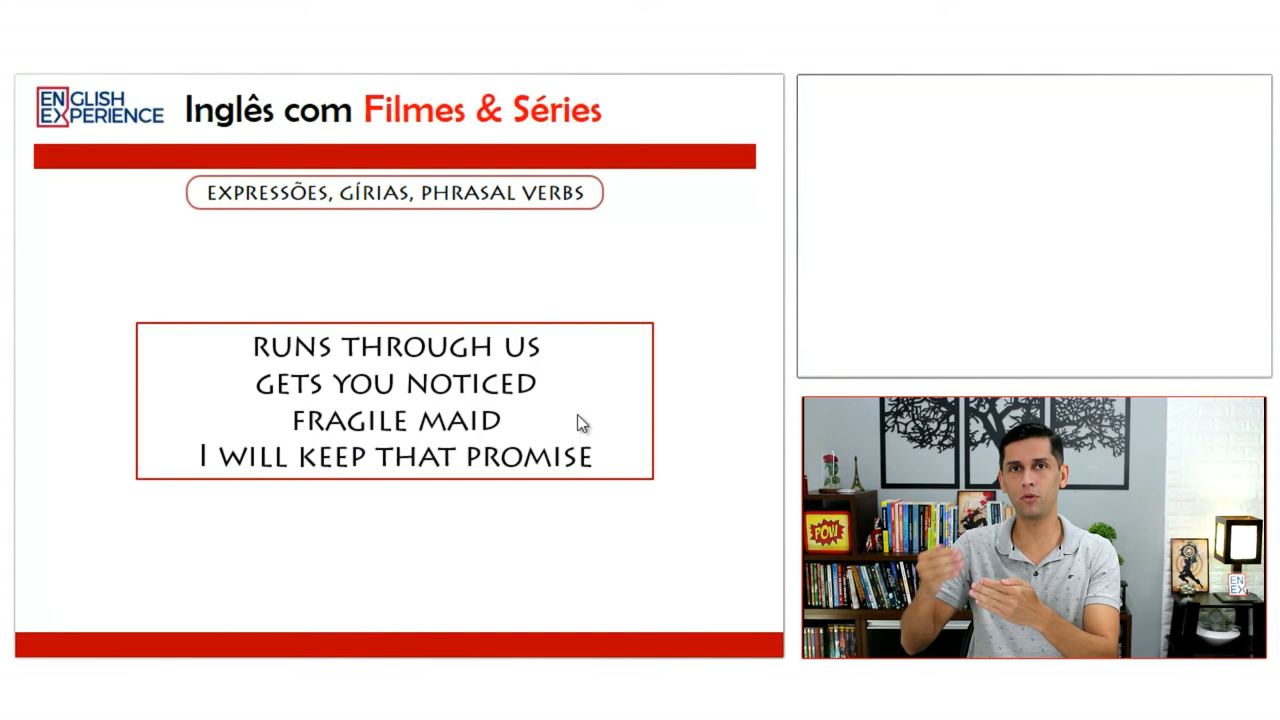 ENGLISH
EXPERIENCE
Inglês com Filmes & Séries
EXPRESSÕES, GÍRIAS, PHRASAL VERBS
RUNS THROUGH US
GETS YOU NOTICED
FRAGILE MAID
I WILL KEEP THAT PROMISE
POW
EN
EX